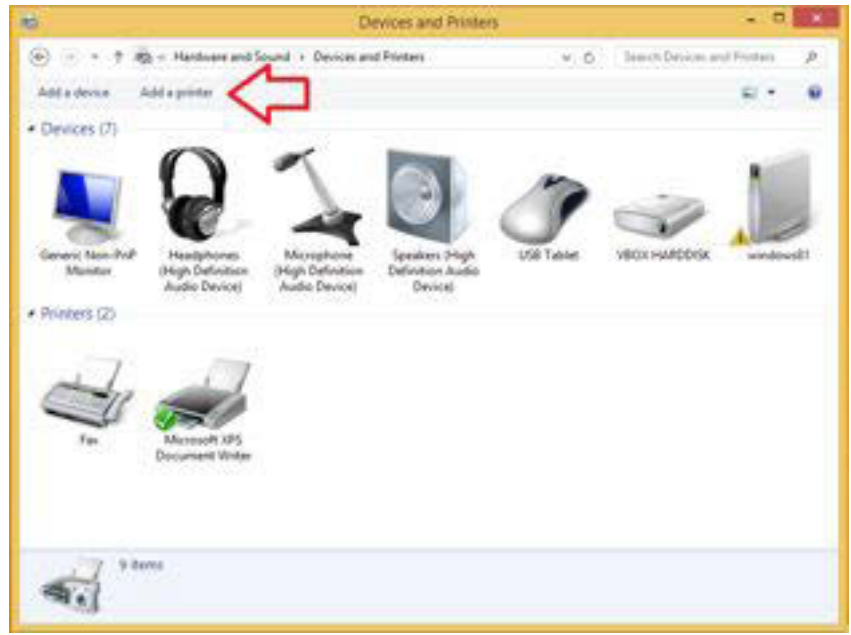 Devices and Printers
Hardware and Sound › Devices and Printers
Search Devices and Printers
Add a device
Add a printer
Devices (7)
Generic Non-PnP
Monitor
Headphones
(High Definition
Audio Device)
Microphone
(High Definition
Audio Device)
Speakers (High
Definition Audio
Device)
USB Tablet
VBOX HARDDISK
windows81
Printers (2)
Fax
Microsoft XPS
Document Writer
9 items